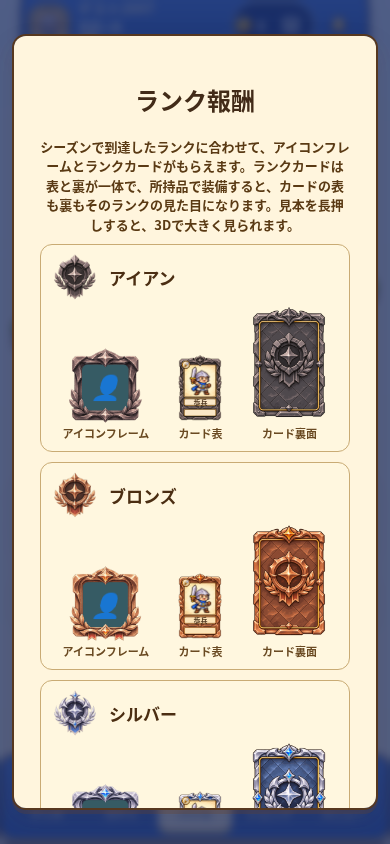 ランク報酬
シーズンで到達したランクに合わせて、アイコンフレ
ームとランクカードがもらえます。ランクカードは
表と裏が一体で、所持品で装備すると、カードの表
も裏もそのランクの見た目になります。見本を長押
しすると、3Dで大きく見られます。
アイアン
歩兵
アイコンフレーム
カード表
カード裏面
ブロンズ
歩兵
アイコンフレーム
カード表
カード裏面
シルバー